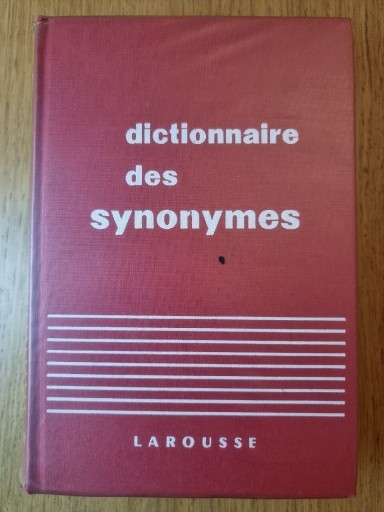 dictionnaire
des
synonymes
LAROUSSE